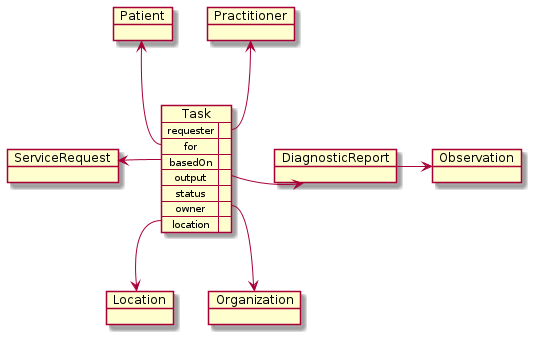 Patient
Practitioner
Task
requester
for
basedOn
output
status
owner
location
ServiceRequest
DiagnosticReport
Observation
Location
Organization